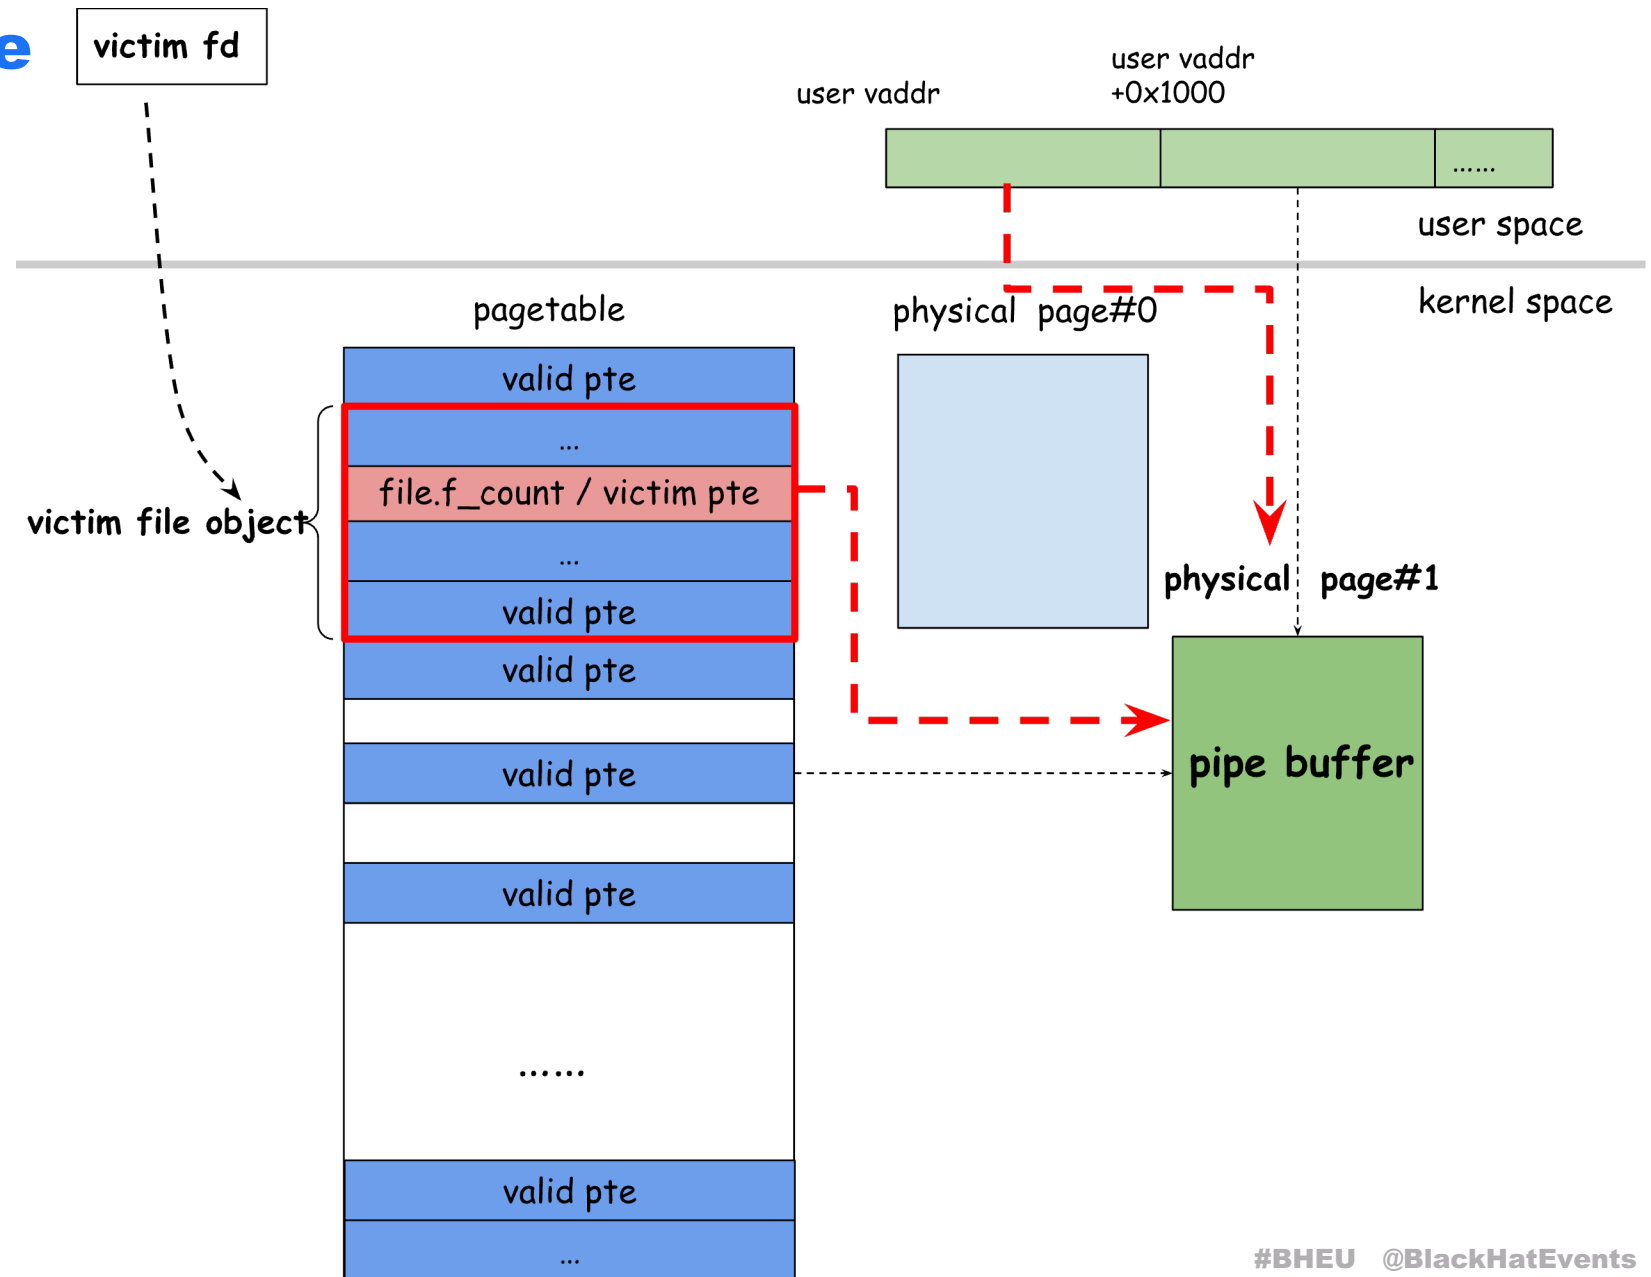 e
victim fd
user vaddr
user vaddr
+0x1000
......
user space
kernel space
pagetable
physical page#0
valid pte
...
file.f_count / victim pte
victim file object
...
valid pte
physical page#1
valid pte
valid pte
pipe buffer
valid pte
......
valid pte
...
#BHEU @BlackHatEvents